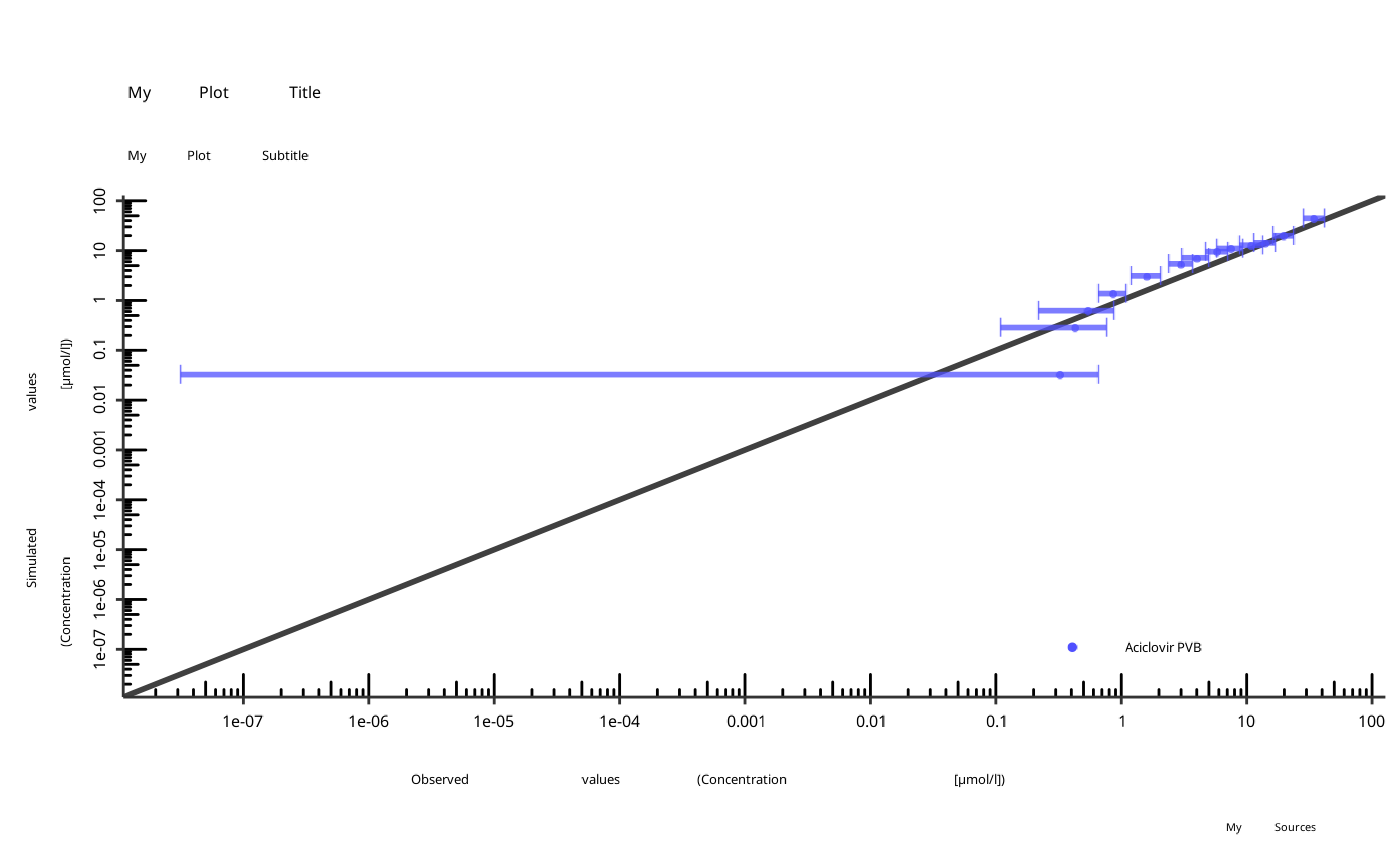 My Plot Title
My Plot Subtitle
Simulated values
(Concentration [µmol/l])
100
10
1
0.1
0.01
0.001
1e-04
1e-05
1e-06
1e-07
Aciclovir PVB
1e-07 1e-06 1e-05 1e-04 0.001 0.01 0.1 1 10 100
Observed values (Concentration [µmol/l])
My Sources